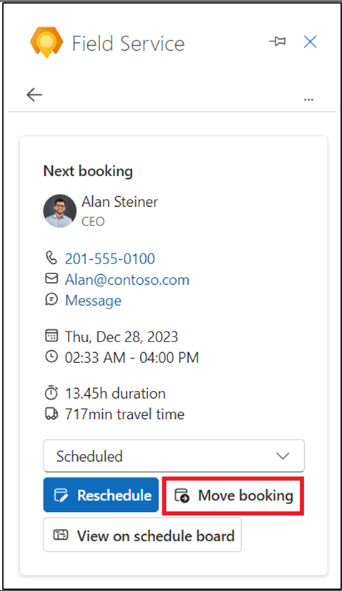 Field Service
...
Next booking
Alan Steiner
CEO
201-555-0100
Alan@contoso.com
Message
Thu, Dec 28, 2023
02:33 AM - 04:00 PM
13.45h duration
717min travel time
Scheduled
Reschedule
Move booking
View on schedule board